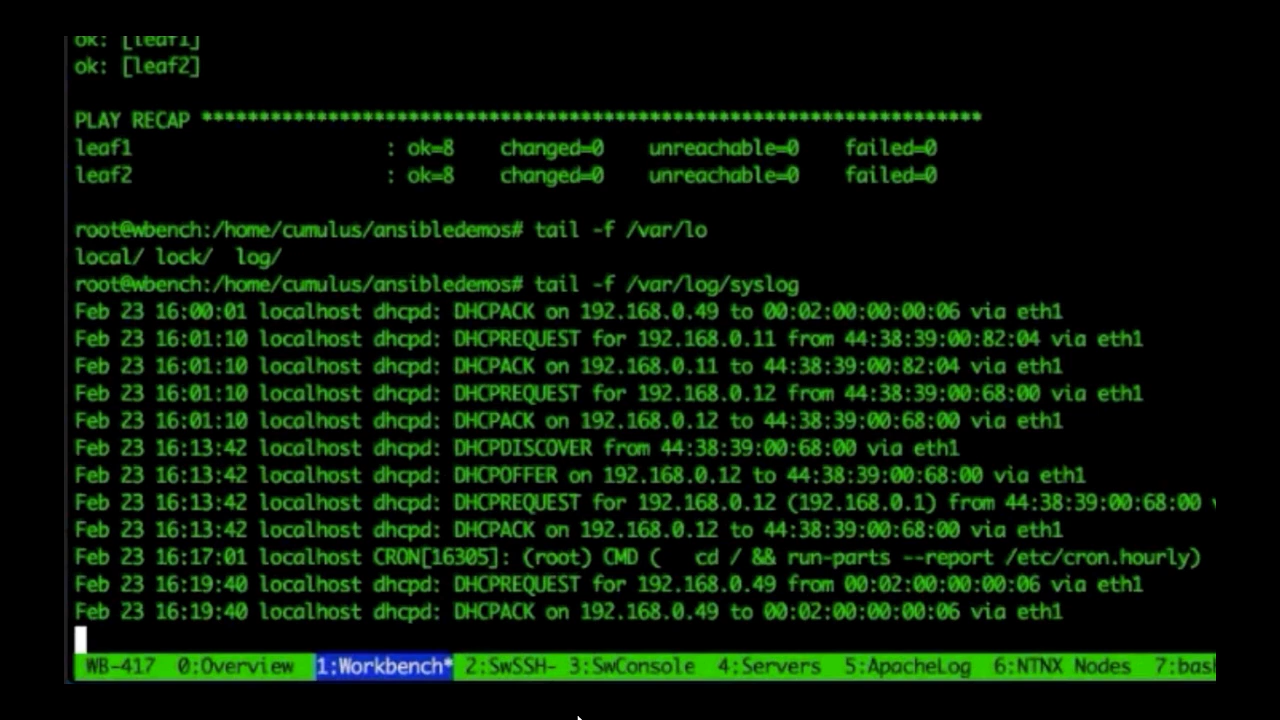 ok: [leaf1]
ok: [leaf2]
PLAY RECAP ********************************************************************
leaf1 : ok=8 changed=0 unreachable=0 failed=0
leaf2 : ok=8 changed=0 unreachable=0 failed=0
root@wbench:/home/cumulus/ansibledemos# tail -f /var/lo
local/ lock/ log/
root@wbench:/home/cumulus/ansibledemos# tail -f /var/log/syslog
Feb 23 16:00:01 localhost dhcpd: DHCPACK on 192.168.0.49 to 00:02:00:00:00:06 via eth1
Feb 23 16:01:10 localhost dhcpd: DHCPREQUEST for 192.168.0.11 from 44:38:39:00:82:04 via eth1
Feb 23 16:01:10 localhost dhcpd: DHCPACK on 192.168.0.11 to 44:38:39:00:82:04 via eth1
Feb 23 16:01:10 localhost dhcpd: DHCPREQUEST for 192.168.0.12 from 44:38:39:00:68:00 via eth1
Feb 23 16:01:10 localhost dhcpd: DHCPACK on 192.168.0.12 to 44:38:39:00:68:00 via eth1
Feb 23 16:13:42 localhost dhcpd: DHCPDISCOVER from 44:38:39:00:68:00 via eth1
Feb 23 16:13:42 localhost dhcpd: DHCPOFFER on 192.168.0.12 to 44:38:39:00:68:00 via eth1
Feb 23 16:13:42 localhost dhcpd: DHCPREQUEST for 192.168.0.12 (192.168.0.1) from 44:38:39:00:68:00
Feb 23 16:13:42 localhost dhcpd: DHCPACK on 192.168.0.12 to 44:38:39:00:68:00 via eth1
Feb 23 16:17:01 localhost CRON[16305]: (root) CMD ( cd / && run-parts --report /etc/cron.hourly)
Feb 23 16:19:40 localhost dhcpd: DHCPREQUEST for 192.168.0.49 from 00:02:00:00:00:06 via eth1
Feb 23 16:19:40 localhost dhcpd: DHCPACK on 192.168.0.49 to 00:02:00:00:00:06 via eth1
WB-417 0:Overview 1:Workbench* 2:SwSSH- 3:SwConsole 4:Servers 5:ApacheLog 6:NTNX Nodes 7:bas